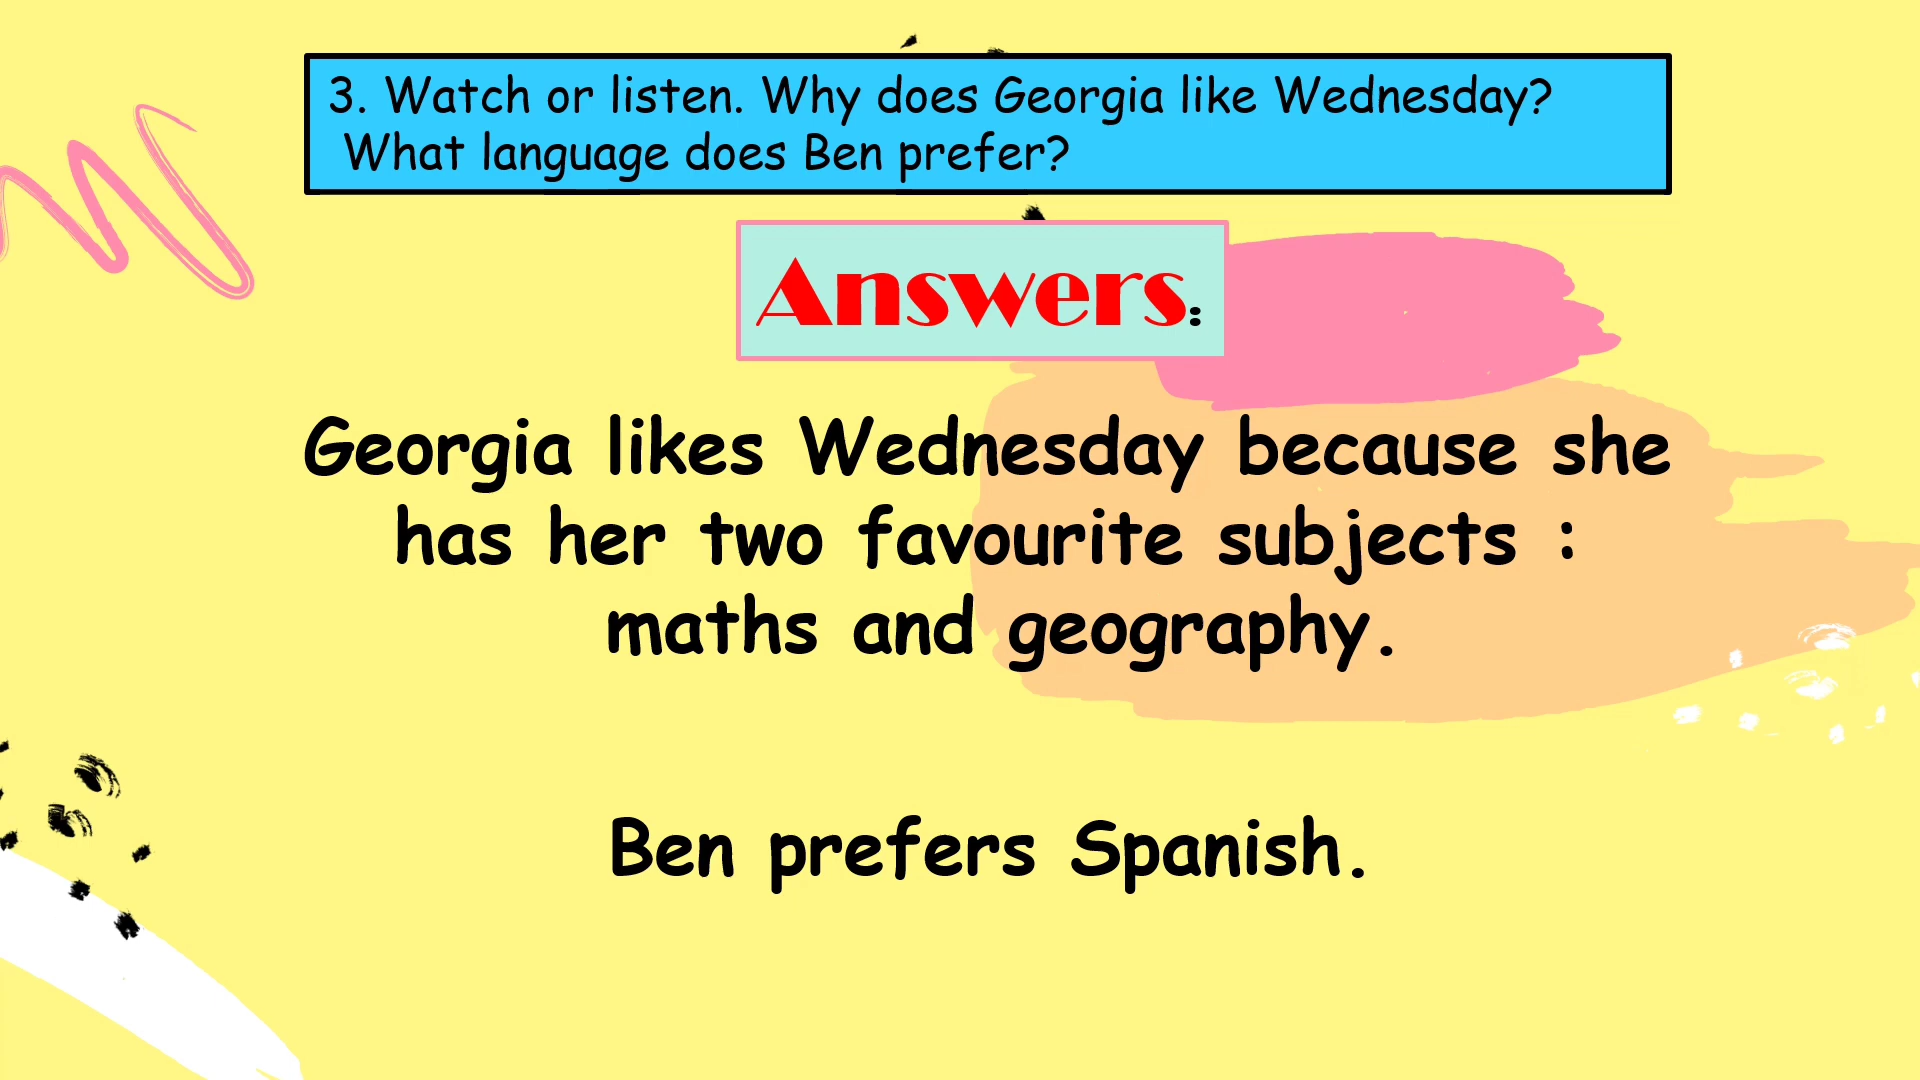 3. Watch or listen. Why does Georgia like Wednesday?
What language does Ben prefer?
Answers:
Georgia likes Wednesday because she
has her two favourite subjects :
maths and geography.
Ben prefers Spanish.